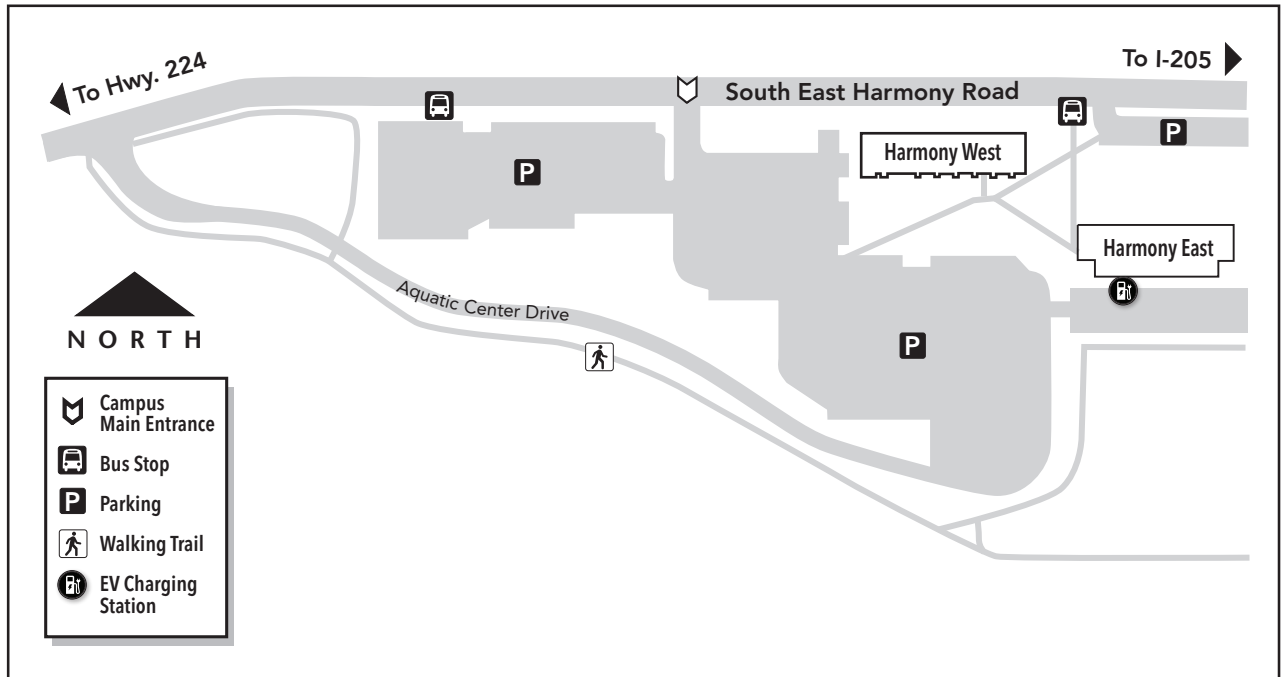 To Hwy. 224
To I-205
South East Harmony Road
P
P
Harmony West
Harmony East
Aquatic Center Drive
P
NORTH
Campus
Main Entrance
Bus Stop
P Parking
Walking Trail
EV Charging
Station